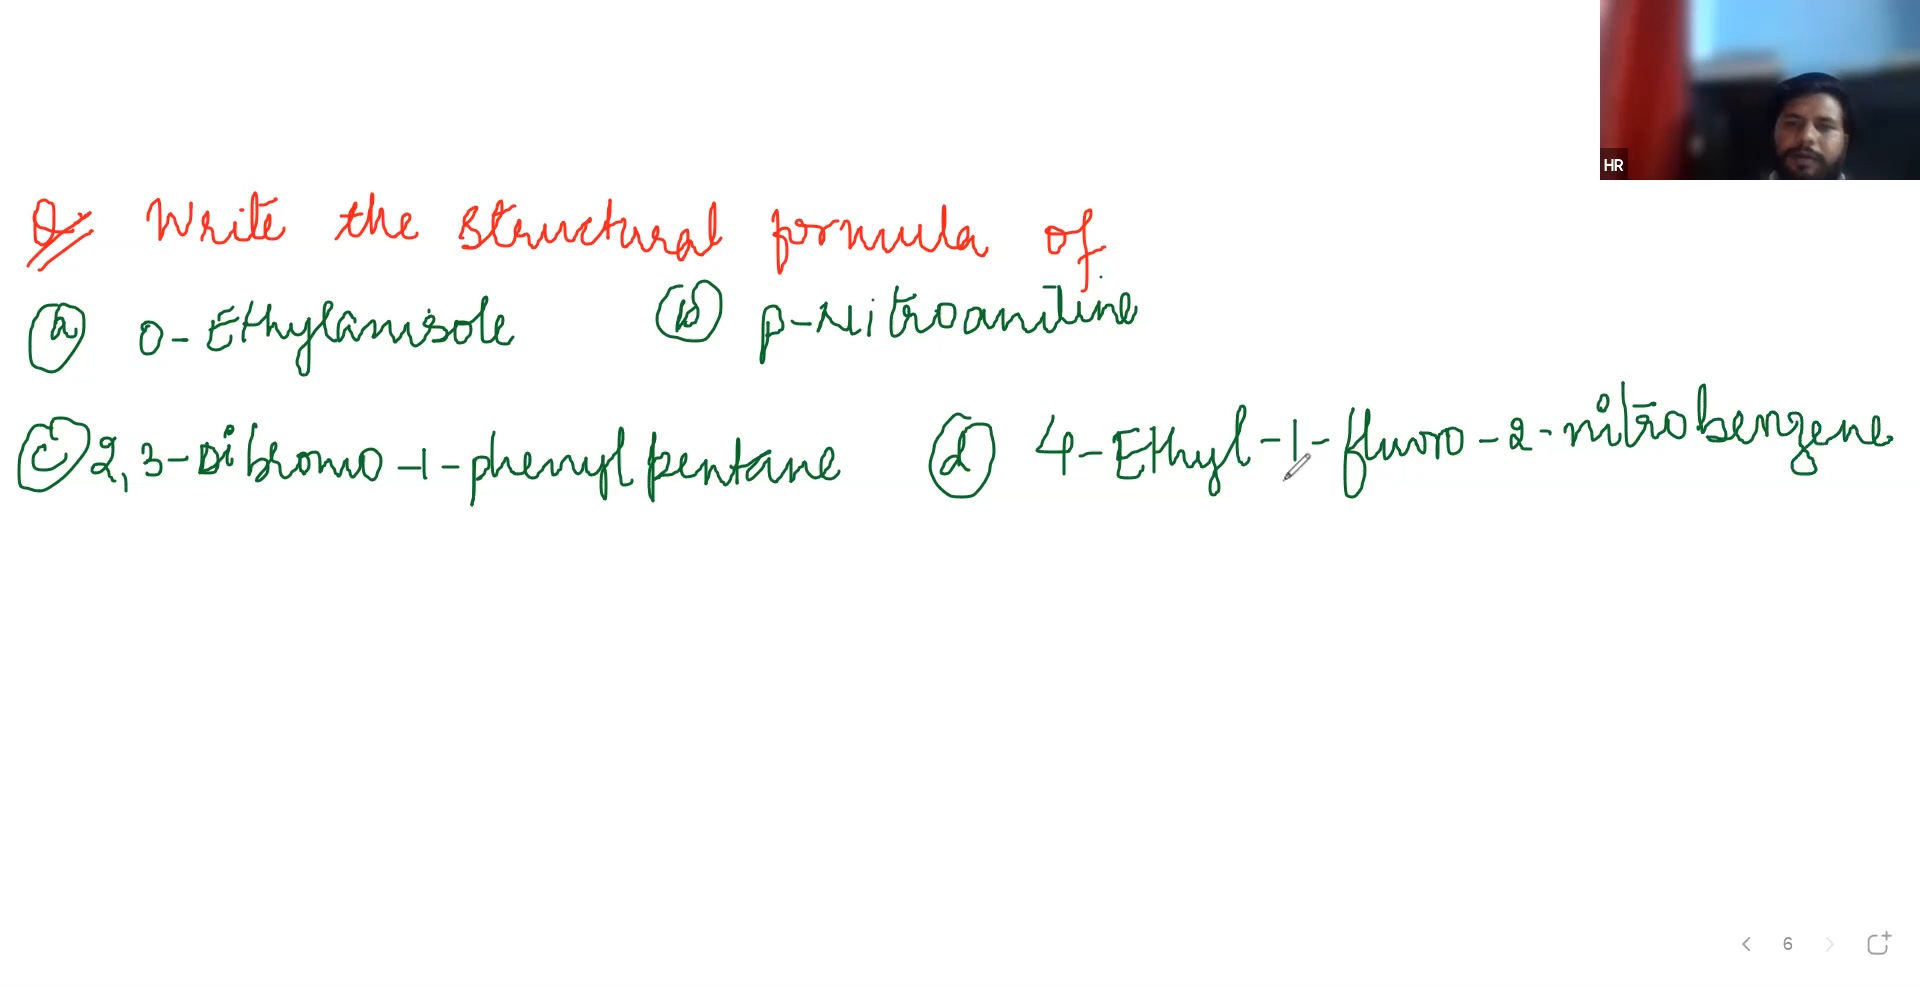 HR
Q. Write the structural formula of
(a) o-Ethylanisole (b) p-Nitroaniline
(c) 2,3-Dibromo-1-phenylpentane (d) 4-Ethyl-1-fluoro-2-nitrobenzene
6